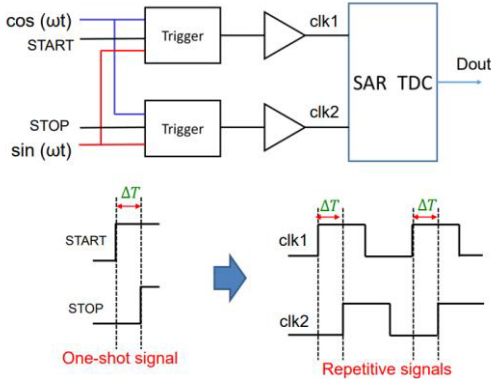 cos (ωt)
START
Trigger
clk1
SAR TDC
Dout
STOP
sin (ωt)
Trigger
clk2
ΔT
START
STOP
One-shot signal
ΔT
ΔT
clk1
clk2
Repetitive signals